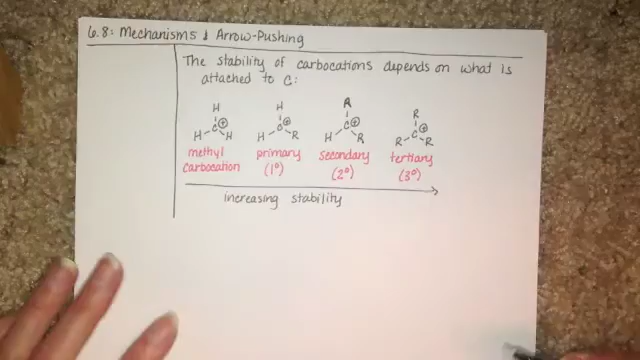 6.8: Mechanisms & Arrow-Pushing
The stability of carbocations depends on what is
attached to C:
H H R R
C⊕ C⊕ C⊕ C⊕
H H H R H R R R
methyl primary secondary tertiary
carbocation (1°) (2°) (3°)
increasing stability